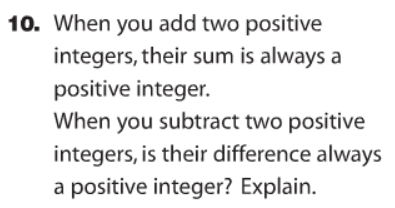 10. When you add two positive
integers, their sum is always a
positive integer.
When you subtract two positive
integers, is their difference always
a positive integer? Explain.